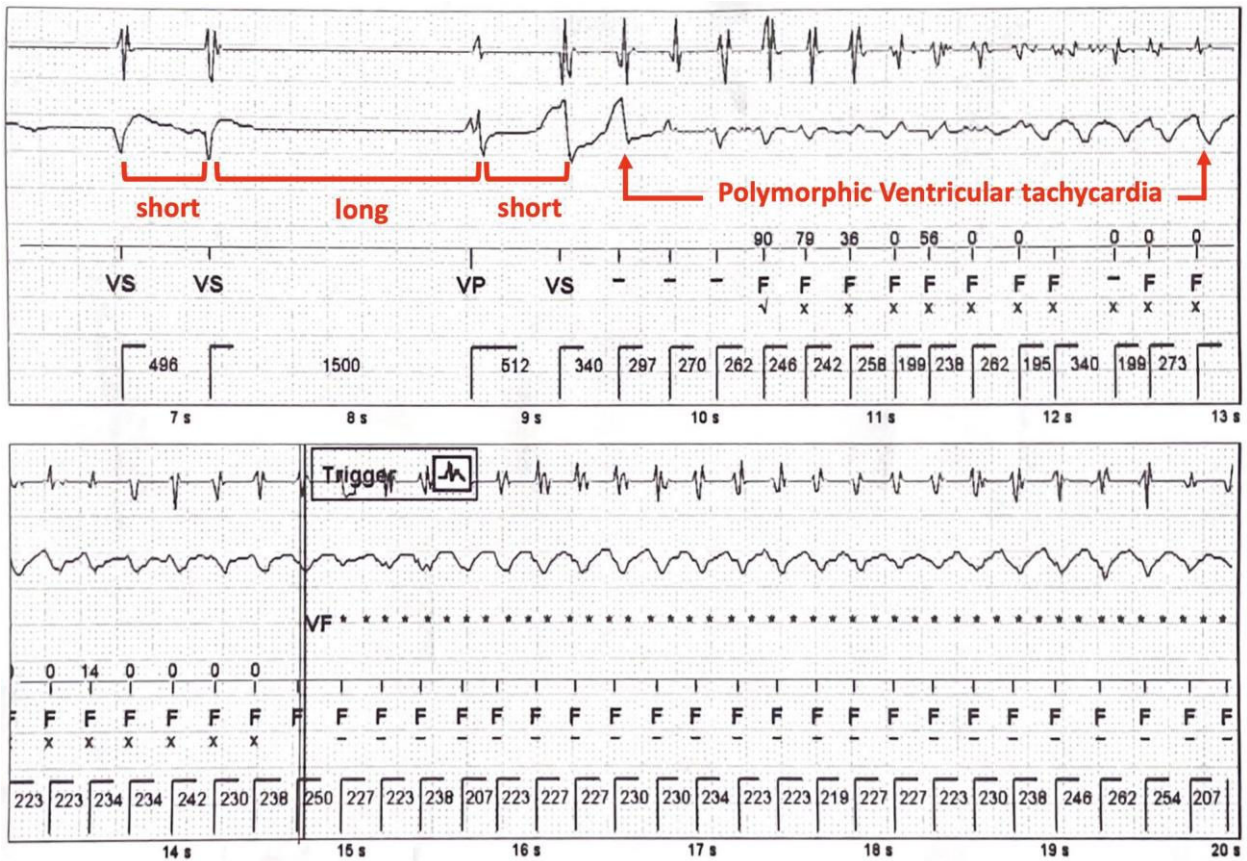 short long short Polymorphic Ventricular tachycardia
90 79 36 0 56 0 0 0 0 0
VS VS VP VS - - - F F F F F F F F - F F
√ x x x x x x x x x
496 1500 512 340 297 270 262 246 242 258 199 238 262 195 340 199 273
7 s 8 s 9 s 10 s 11 s 12 s 13 s
Trigger
VF * * * * * * * * * * * * * * * * * * * * * * * * * * * * * * * * * * * * * * *
0 14 0 0 0 0
F F F F F F F F F F F F F F F F F F F F F F F F F F F F F F F
x x x x x x - - - - - - - - - - - - - - - - - - - - - - -
223 223 234 234 242 230 238 250 227 223 238 207 223 227 227 230 230 234 223 223 219 227 227 223 230 238 246 262 254 207
14 s 15 s 16 s 17 s 18 s 19 s 20 s